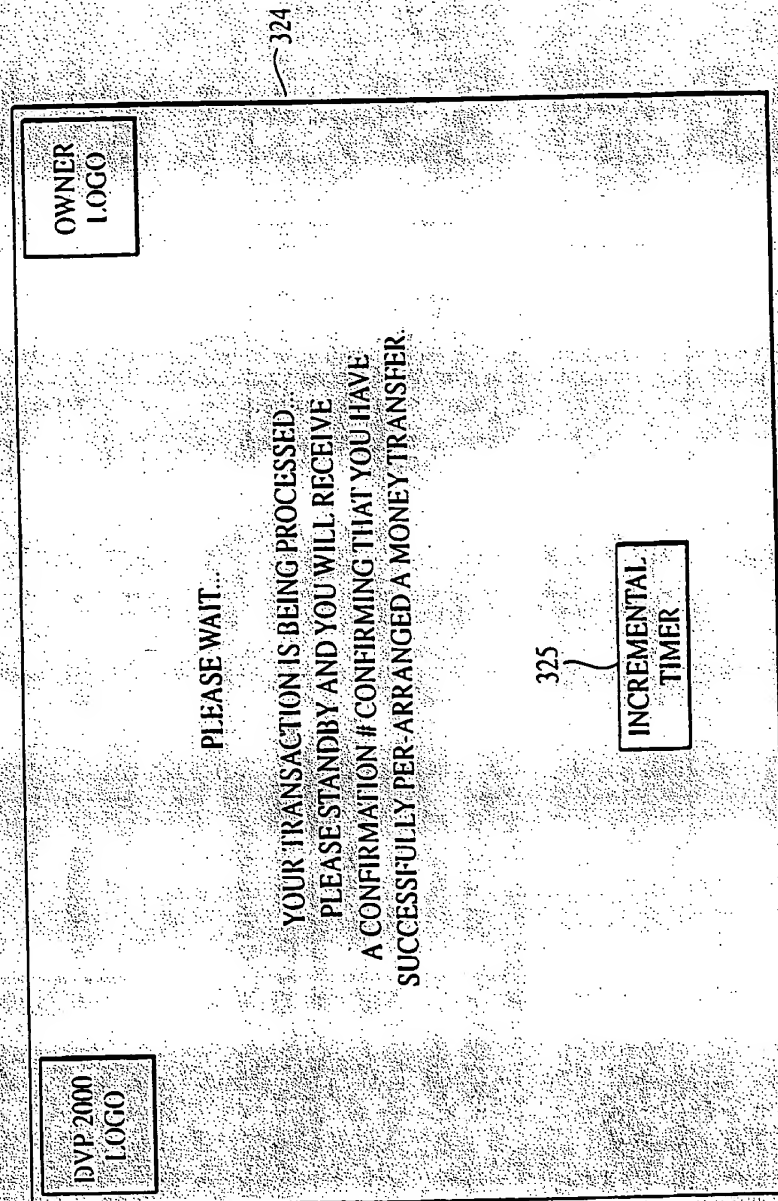 DVP 2000
LOGO
OWNER
LOGO
324
PLEASE WAIT...
YOUR TRANSACTION IS BEING PROCESSED...
PLEASE STANDBY AND YOU WILL RECEIVE
A CONFIRMATION # CONFIRMING THAT YOU HAVE
SUCCESSFULLY PER-ARRANGED A MONEY TRANSFER.
325
INCREMENTAL
TIMER